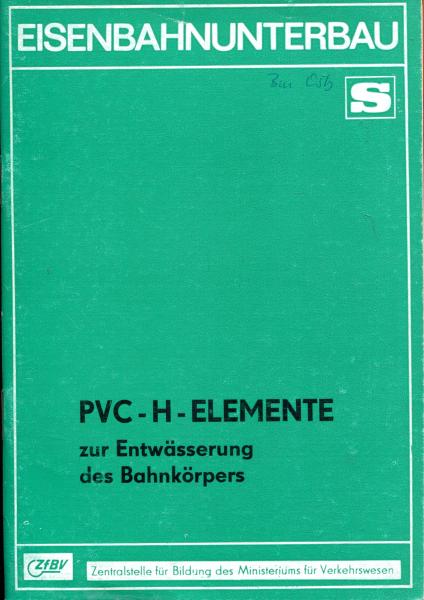 EISENBAHNUNTERBAU
S
PVC - H - ELEMENTE
zur Entwässerung
des Bahnkörpers
ZfBV
Zentralstelle für Bildung des Ministeriums für Verkehrswesen